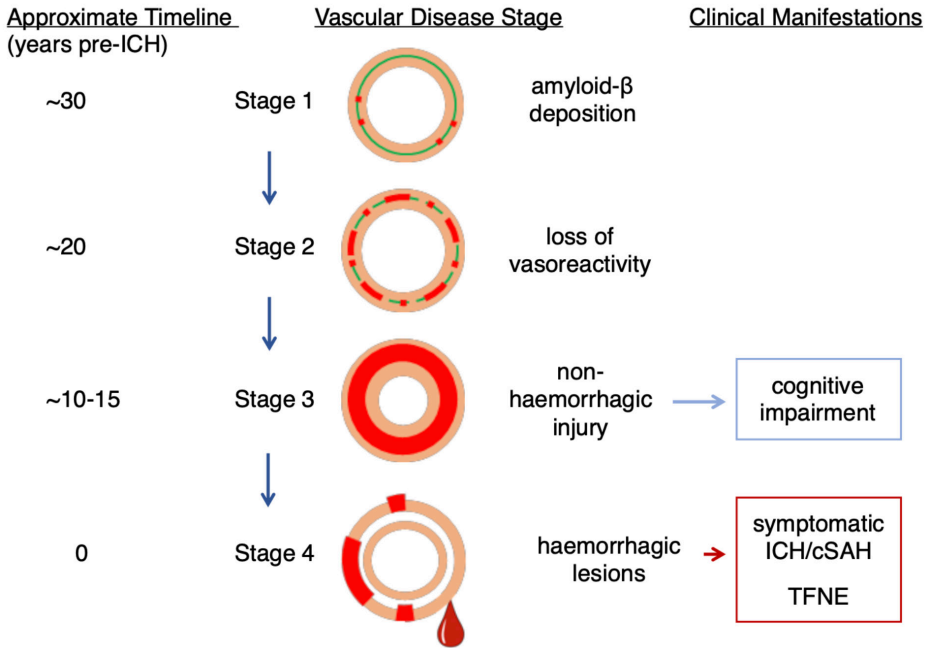 Approximate Timeline
(years pre-ICH)
Vascular Disease Stage
Clinical Manifestations
~30
Stage 1
amyloid-β
deposition
~20
Stage 2
loss of
vasoreactivity
~10-15
Stage 3
non-
haemorrhagic
injury
cognitive
impairment
0
Stage 4
haemorrhagic
lesions
symptomatic
ICH/cSAH
TFNE